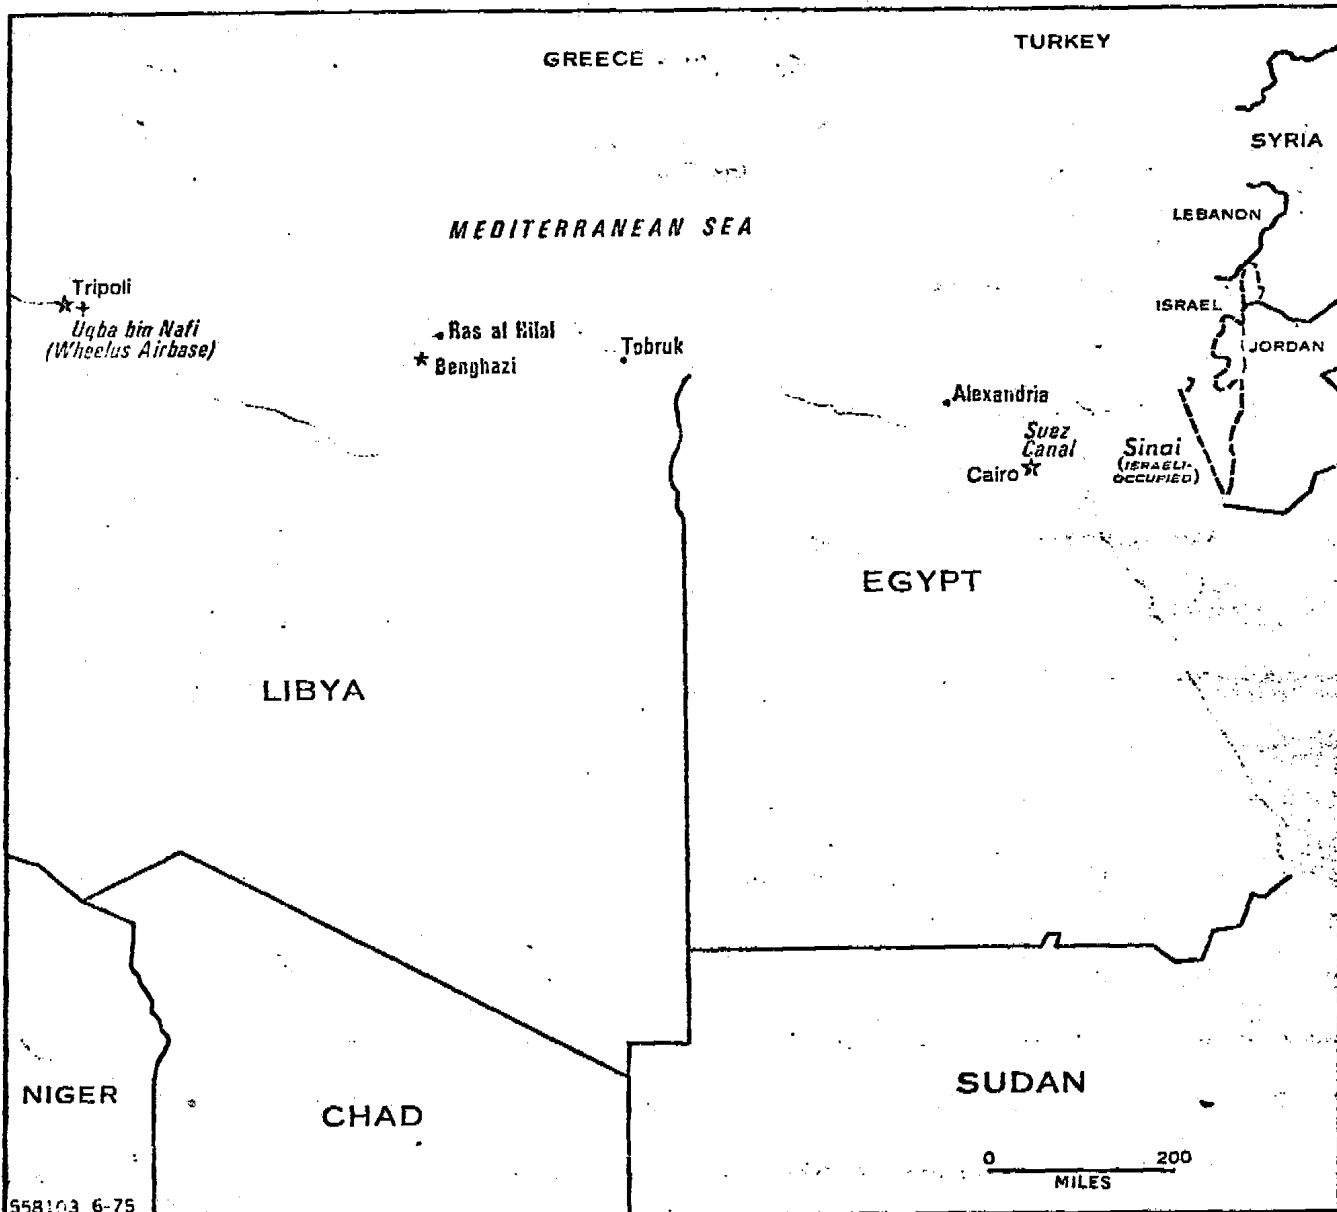 TURKEY
GREECE
SYRIA
LEBANON
MEDITERRANEAN SEA
Tripoli
ISRAEL
Uqba bin Nafi
(Wheelus Airbase)
Ras al Hilal
Benghazi
Tobruk
JORDAN
Alexandria
Suez
Canal
Cairo
Sinai
(ISRAELI-
OCCUPIED)
EGYPT
LIBYA
NIGER
CHAD
SUDAN
0 200
MILES
558103 6-75